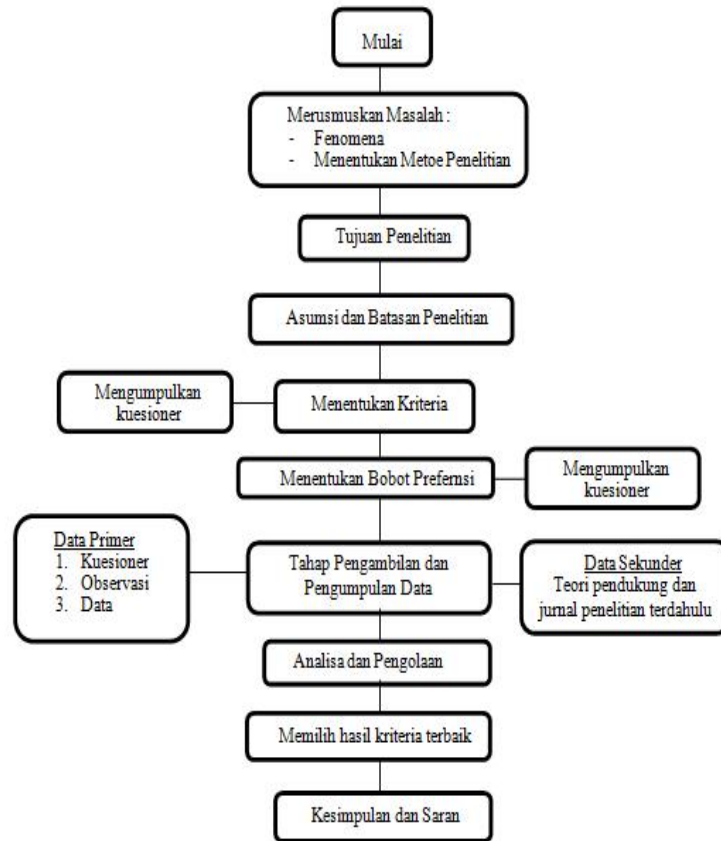 Mulai
Merusmuskan Masalah :
- Fenomena
- Menentukan Metoe Penelitian
Tujuan Penelitian
Asumsi dan Batasan Penelitian
Mengumpulkan
kuesioner
Menentukan Kriteria
Menentukan Bobot Prefernsi
Mengumpulkan
kuesioner
Data Primer
1. Kuesioner
2. Observasi
3. Data
Tahap Pengambilan dan
Pengumpulan Data
Data Sekunder
Teori pendukung dan
jurnal penelitian terdahulu
Analisa dan Pengolaan
Memilih hasil kriteria terbaik
Kesimpulan dan Saran